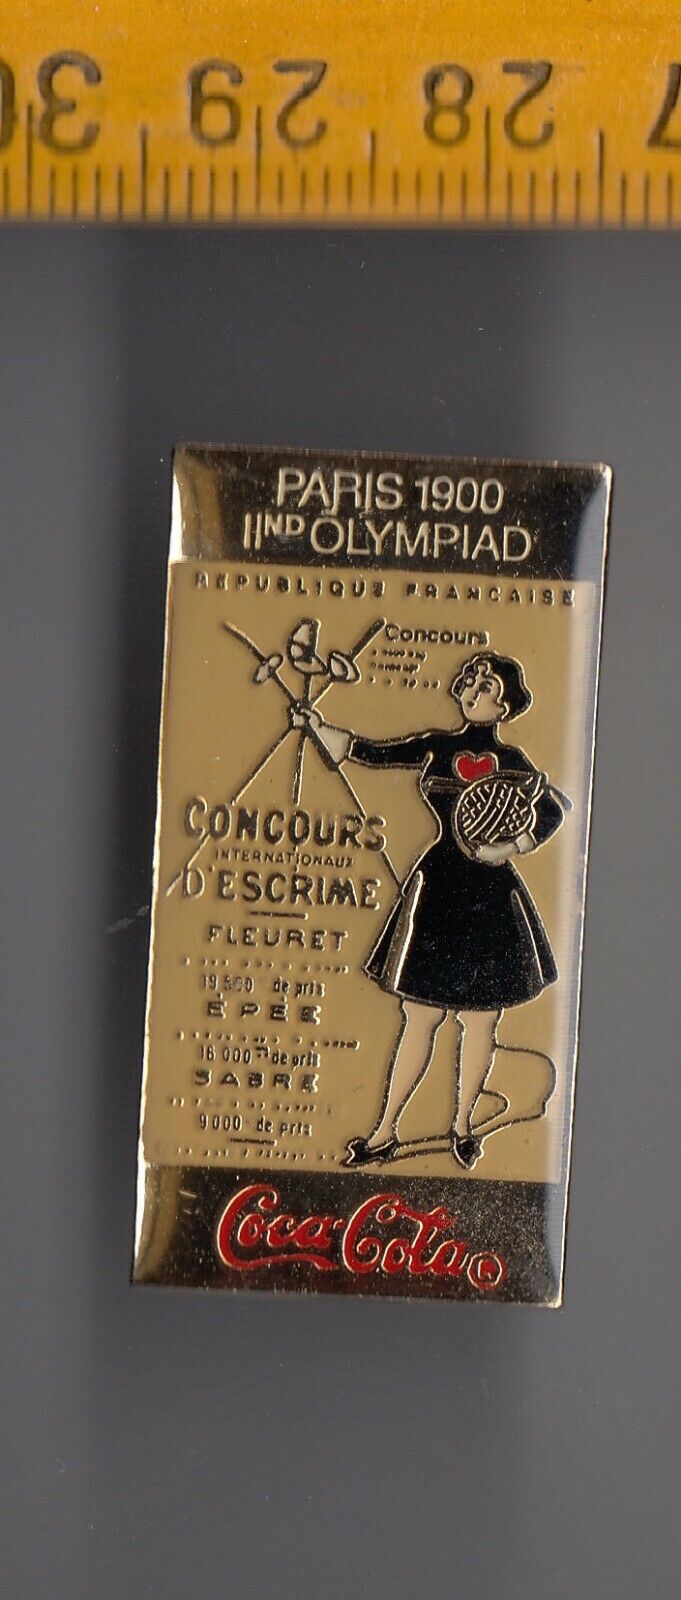 30 29 28 27
PARIS 1900
IIND OLYMPIAD
REPUBLIQUE FRANCAISE
Concours
CONCOURS
INTERNATIONAUX
D'ESCRIME
FLEURET
de prix
ÉPÉE
16 000 de prix
SABRE
9000 de prix
Coca-Cola ®